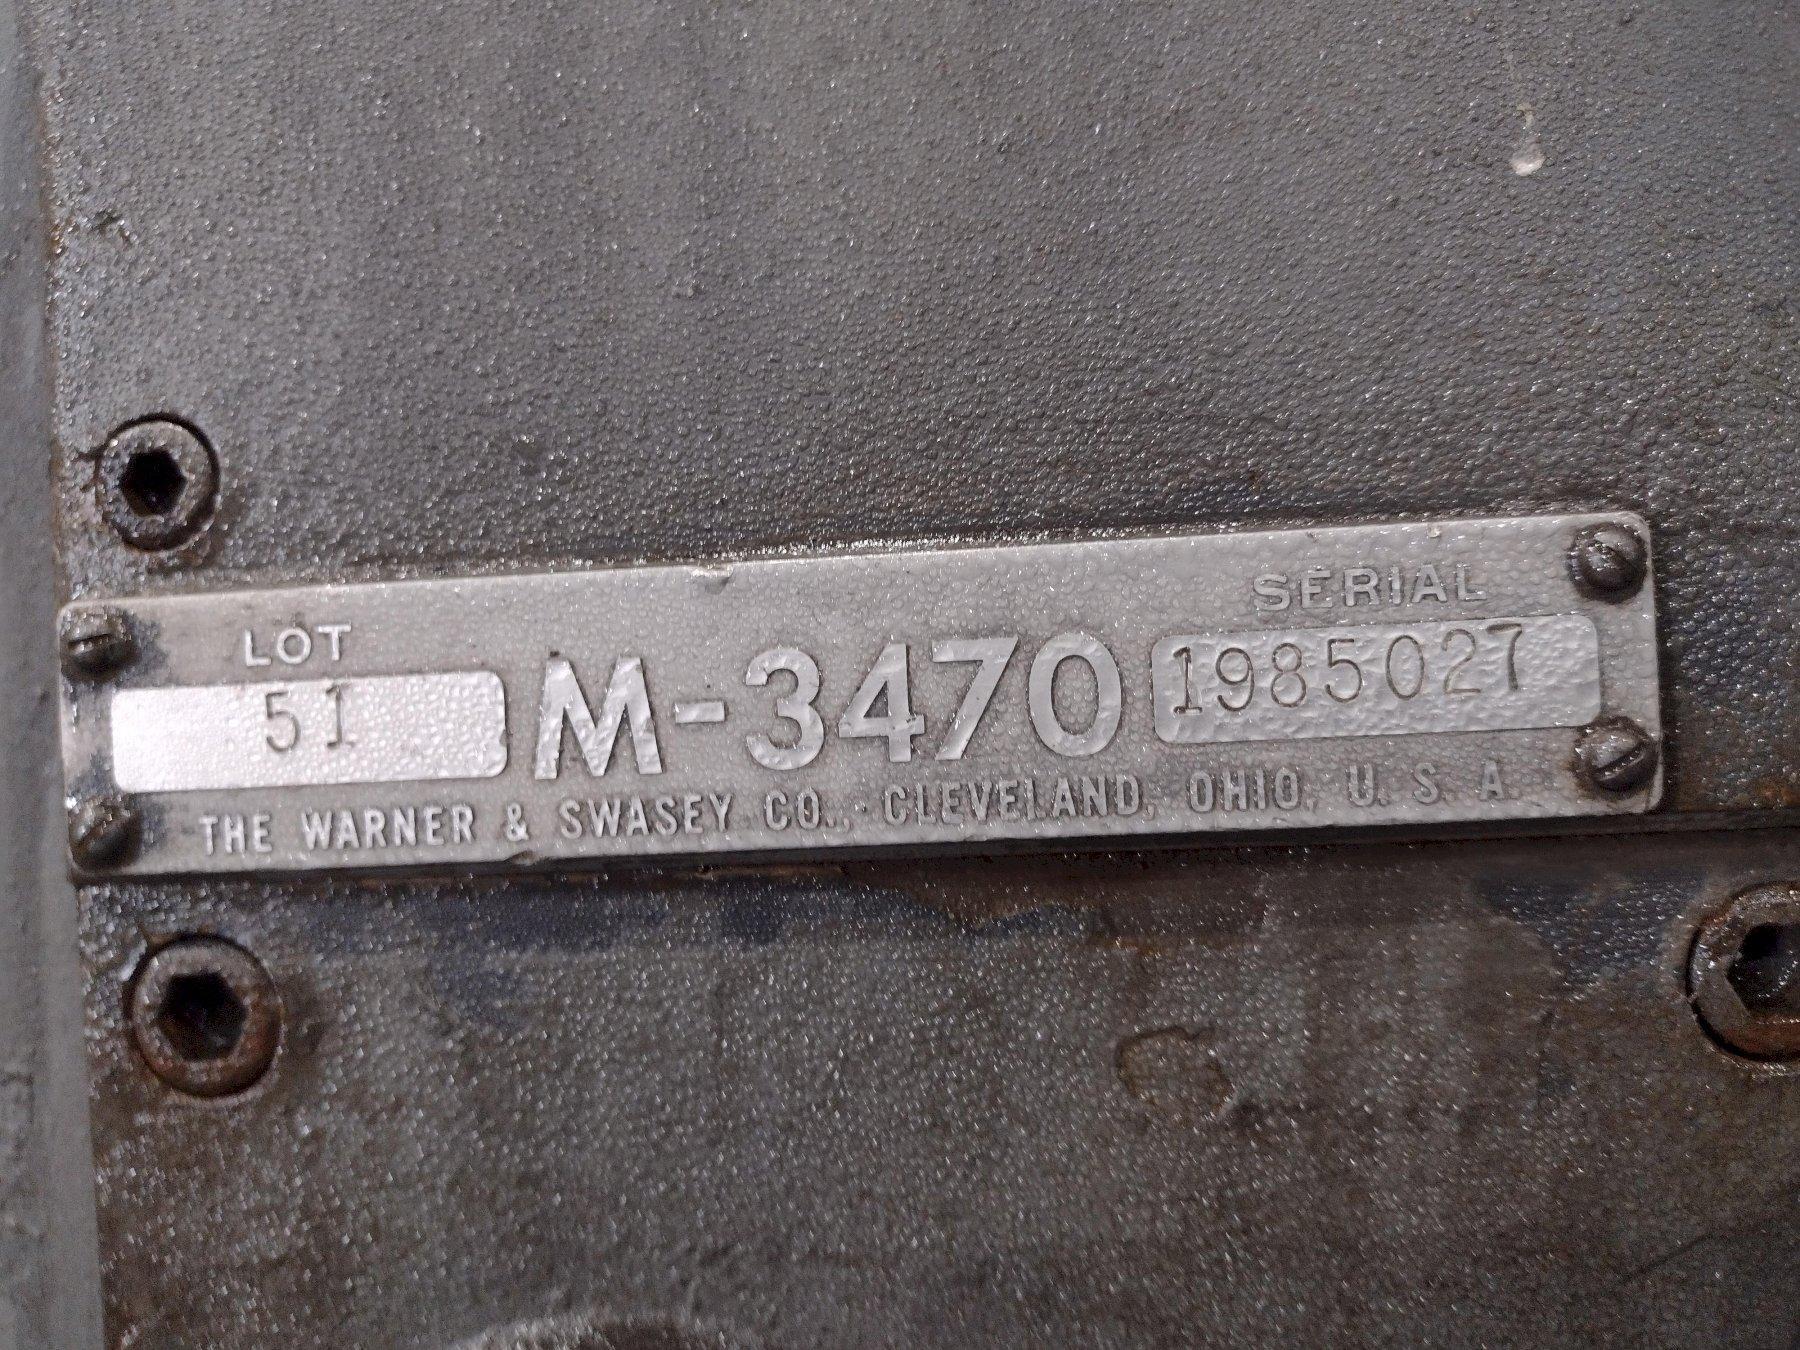 LOT
51
M-3470
SERIAL
1985027
THE WARNER & SWASEY CO., CLEVELAND, OHIO, U. S. A.